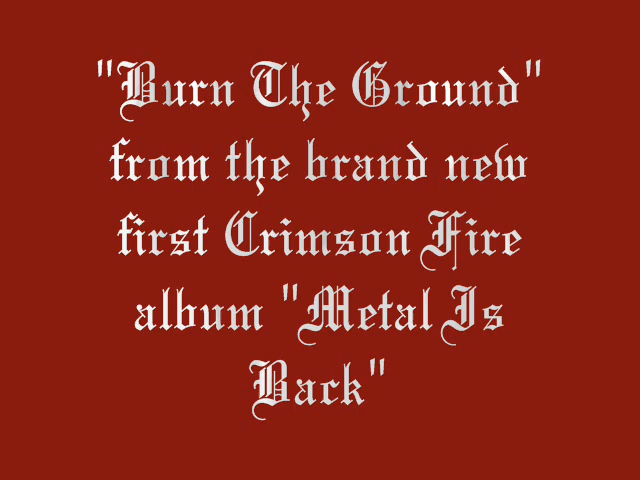 "Burn The Ground"
from the brand new
first Crimson Fire
album "Metal Is
Back"